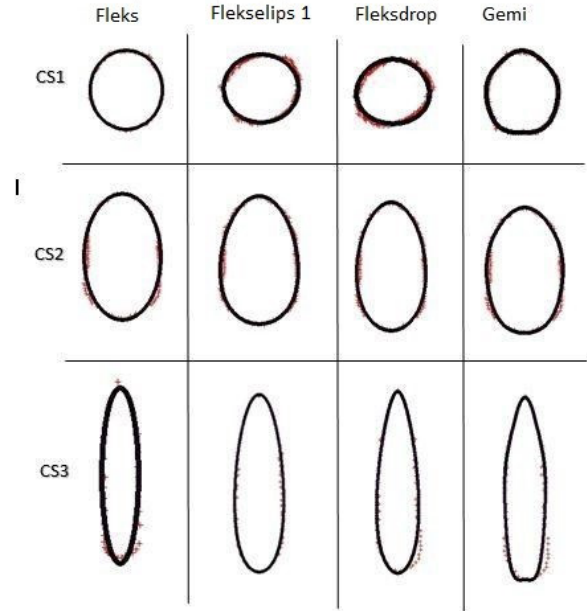 Fleks Flekselips 1 Fleksdrop Gemi
CS1
I
CS2
CS3